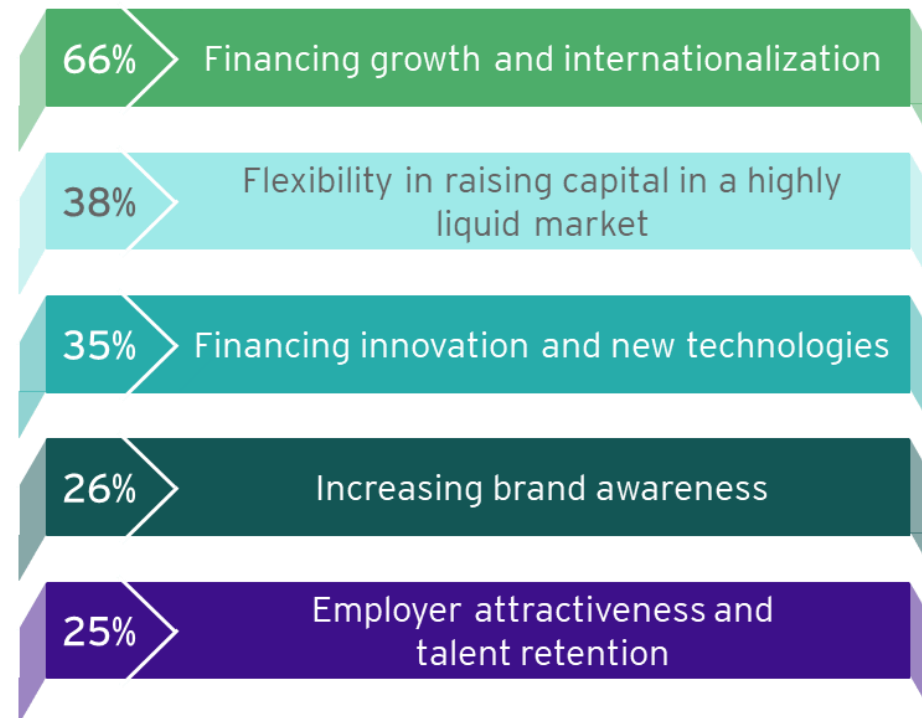 66% Financing growth and internationalization
38% Flexibility in raising capital in a highly
liquid market
35% Financing innovation and new technologies
26% Increasing brand awareness
25% Employer attractiveness and
talent retention